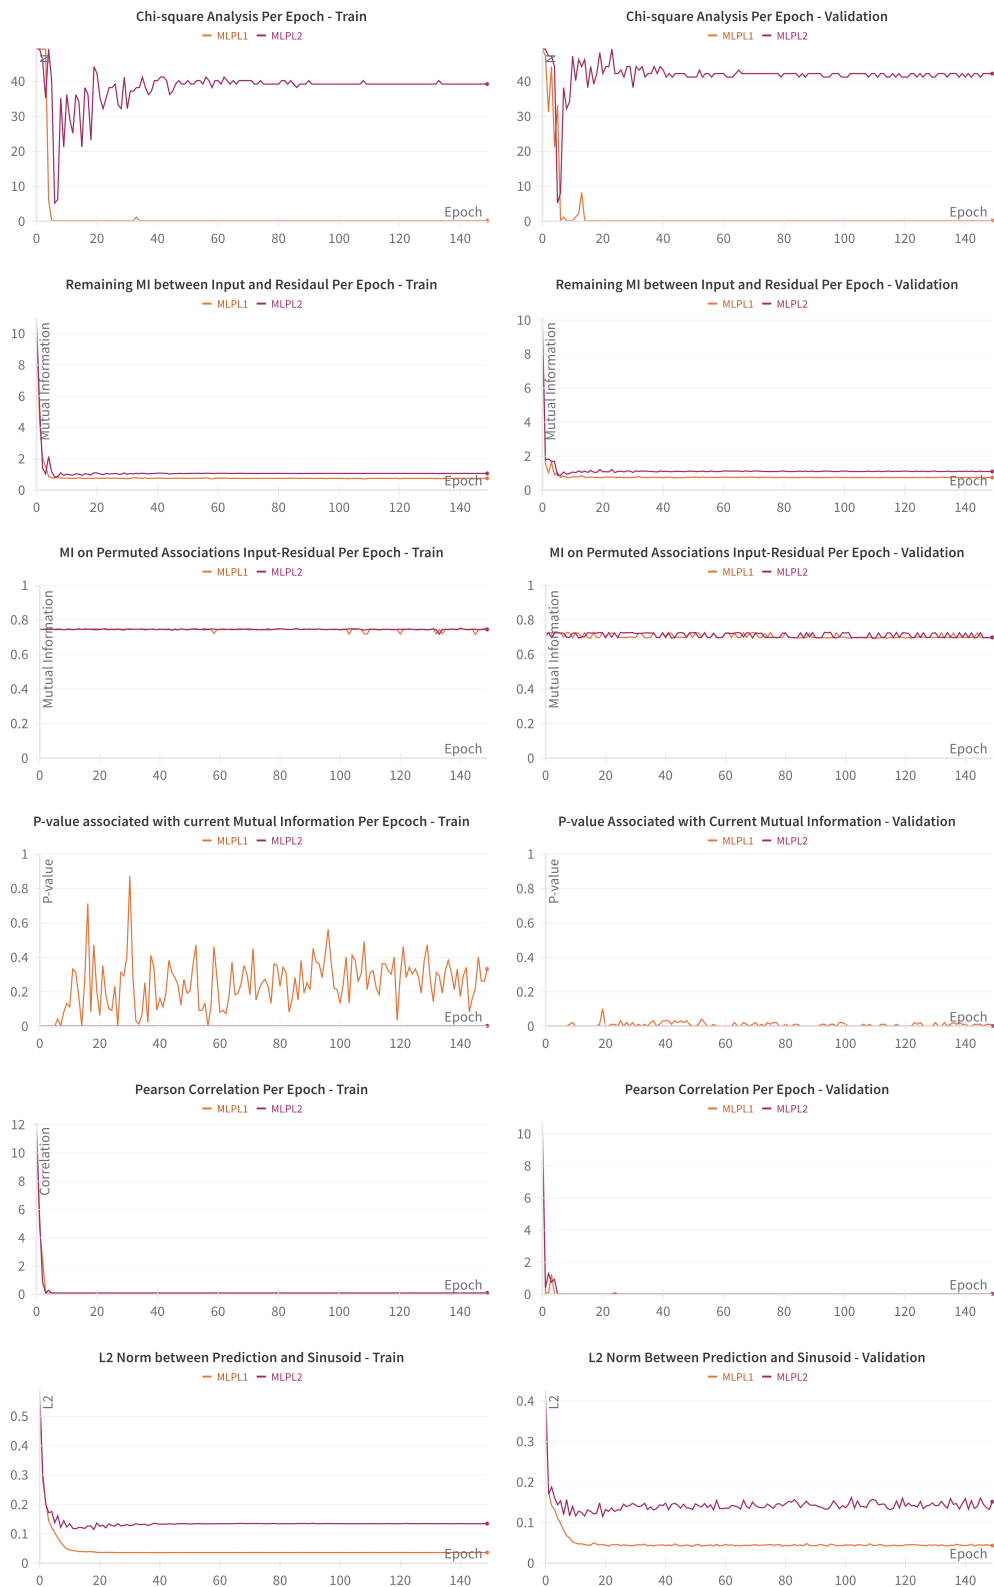 Chi-square Analysis Per Epoch - Train
MLPL1 MLPL2
N
40
30
20
10
0
Epoch
0 20 40 60 80 100 120 140
Chi-square Analysis Per Epoch - Validation
MLPL1 MLPL2
N
40
30
20
10
0
Epoch
0 20 40 60 80 100 120 140
Remaining MI between Input and Residaul Per Epoch - Train
MLPL1 MLPL2
Mutual Information
10
8
6
4
2
0
Epoch
0 20 40 60 80 100 120 140
Remaining MI between Input and Residual Per Epoch - Validation
MLPL1 MLPL2
Mutual Information
10
8
6
4
2
0
Epoch
0 20 40 60 80 100 120 140
MI on Permuted Associations Input-Residual Per Epoch - Train
MLPL1 MLPL2
Mutual Information
1
0.8
0.6
0.4
0.2
0
Epoch
0 20 40 60 80 100 120 140
MI on Permuted Associations Input-Residual Per Epoch - Validation
MLPL1 MLPL2
Mutual Information
1
0.8
0.6
0.4
0.2
0
Epoch
0 20 40 60 80 100 120 140
P-value associated with current Mutual Information Per Epcoch - Train
MLPL1 MLPL2
P-value
1
0.8
0.6
0.4
0.2
0
Epoch
0 20 40 60 80 100 120 140
P-value Associated with Current Mutual Information - Validation
MLPL1 MLPL2
P-value
1
0.8
0.6
0.4
0.2
0
Epoch
0 20 40 60 80 100 120 140
Pearson Correlation Per Epoch - Train
MLPL1 MLPL2
Correlation
12
10
8
6
4
2
0
Epoch
0 20 40 60 80 100 120 140
Pearson Correlation Per Epoch - Validation
MLPL1 MLPL2
10
8
6
4
2
0
Epoch
0 20 40 60 80 100 120 140
L2 Norm between Prediction and Sinusoid - Train
MLPL1 MLPL2
L2
0.5
0.4
0.3
0.2
0.1
0
Epoch
0 20 40 60 80 100 120 140
L2 Norm Between Prediction and Sinusoid - Validation
MLPL1 MLPL2
L2
0.4
0.3
0.2
0.1
0
Epoch
0 20 40 60 80 100 120 140